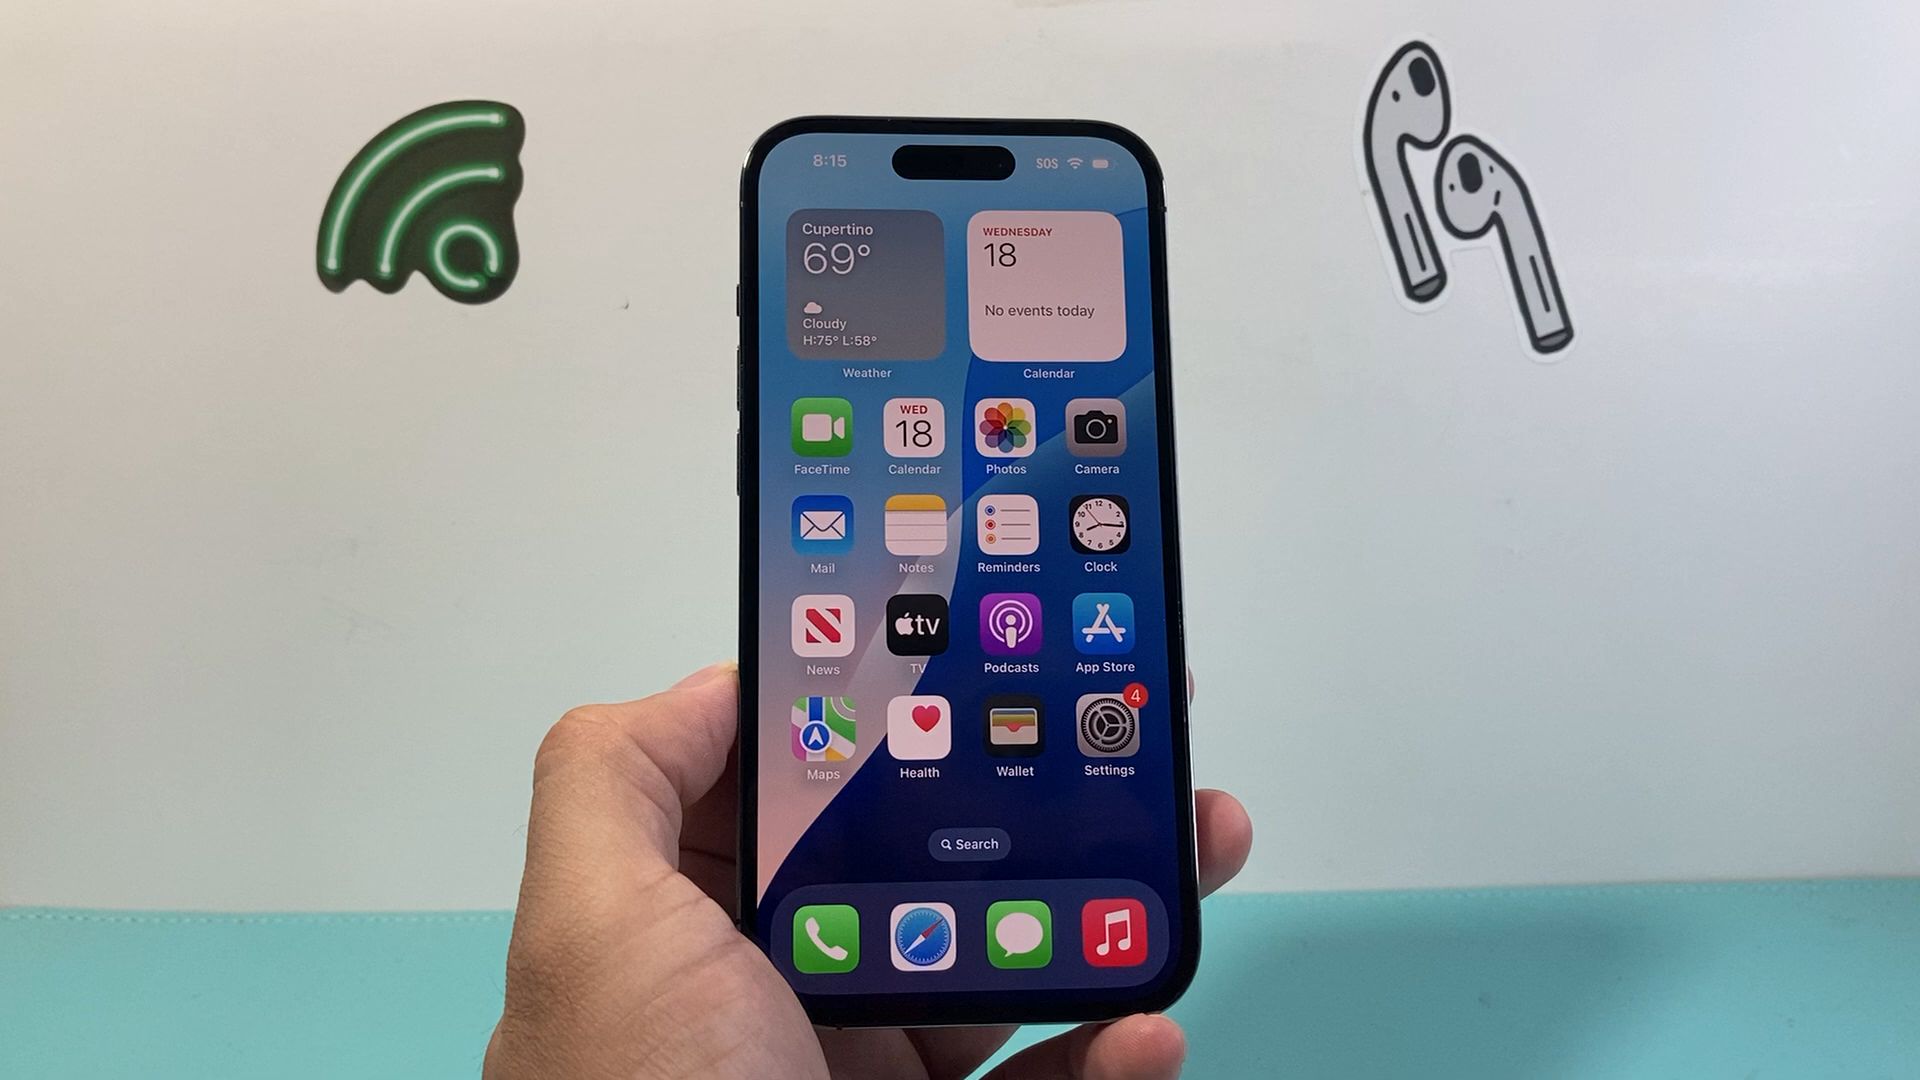 8:15
SOS
Cupertino
69°
Cloudy
H:75° L:58°
Weather
WEDNESDAY
18
No events today
Calendar
FaceTime
WED
18
Calendar
Photos
Camera
Mail
Notes
Reminders
Clock
News
tv
TV
Podcasts
App Store
Maps
Health
Wallet
4
Settings
Search